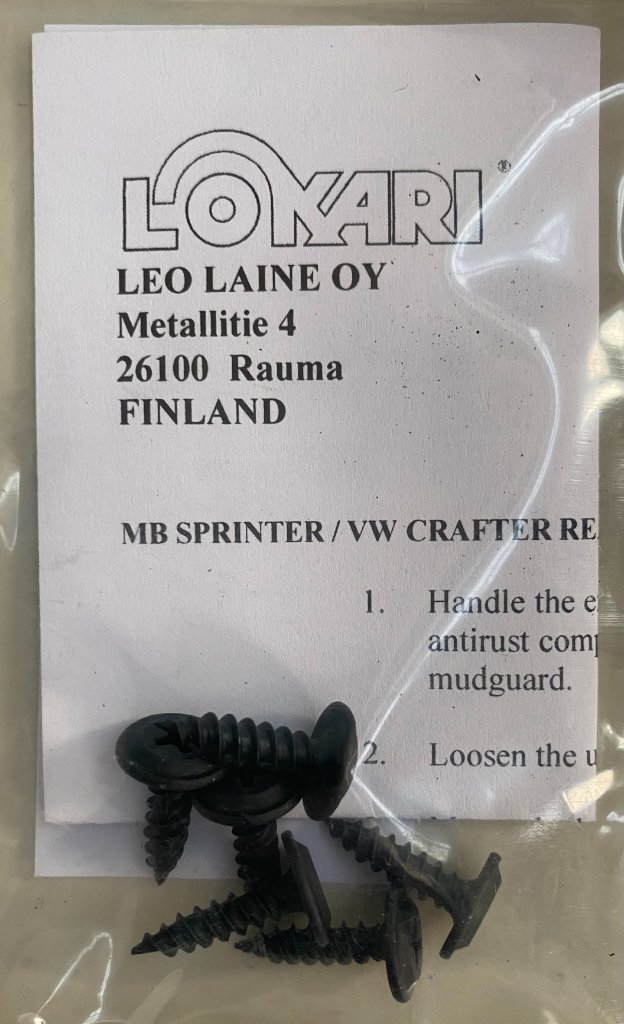 LOKARI®
LEO LAINE OY
Metallitie 4
26100 Rauma
FINLAND
MB SPRINTER / VW CRAFTER
1. Handle the
antirust
mudguard.
2. Loosen the